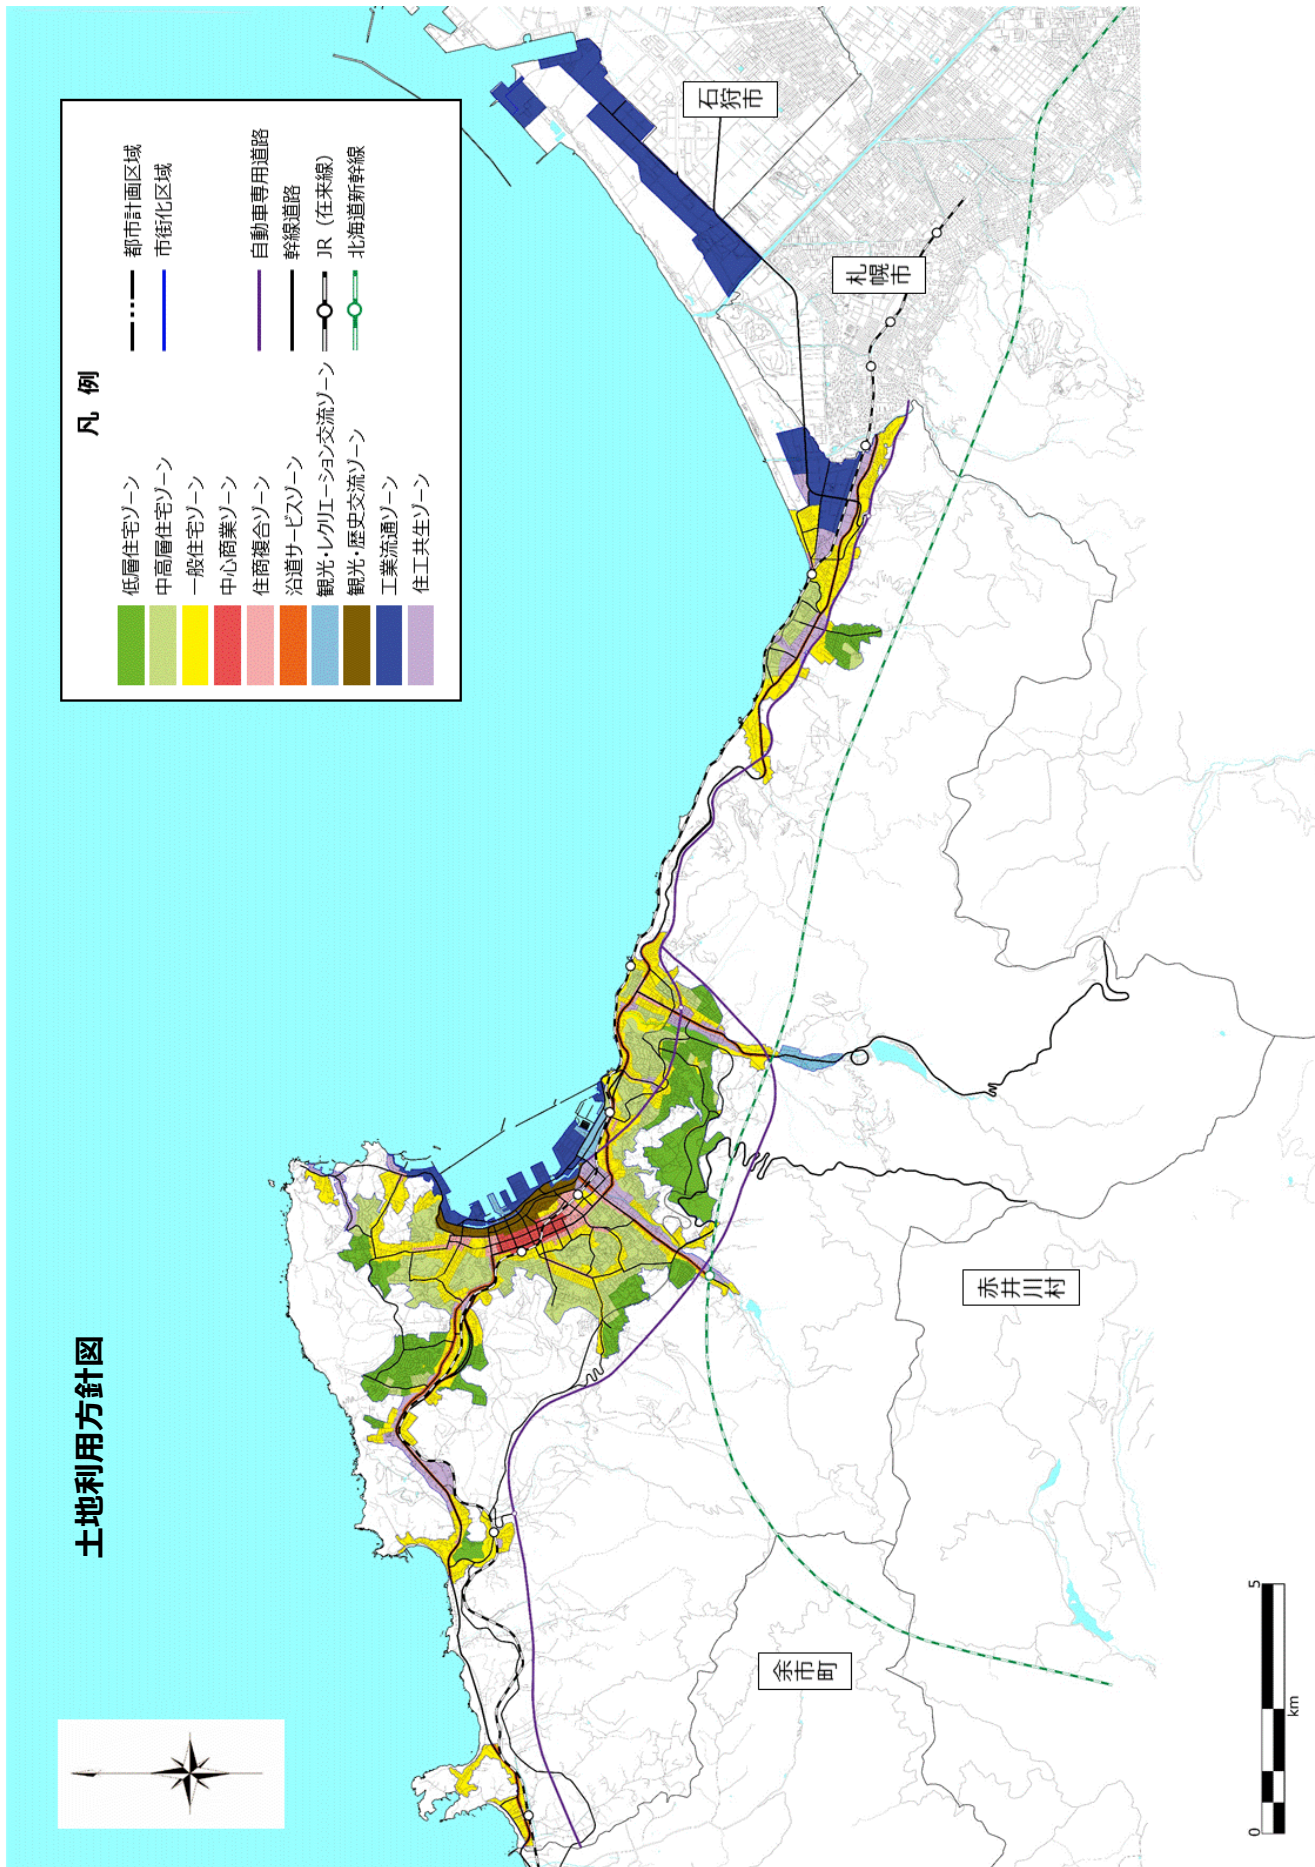 土地利用方針図
凡 例
低層住宅ゾーン
中高層住宅ゾーン
一般住宅ゾーン
中心商業ゾーン
住商複合ゾーン
沿道サービスゾーン
観光・レクリエーション交流ゾーン
観光・歴史交流ゾーン
工業流通ゾーン
住工共生ゾーン
都市計画区域
市街化区域
自動車専用道路
幹線道路
JR（在来線）
北海道新幹線
石狩市
札幌市
赤井川村
余市町
0
5
km